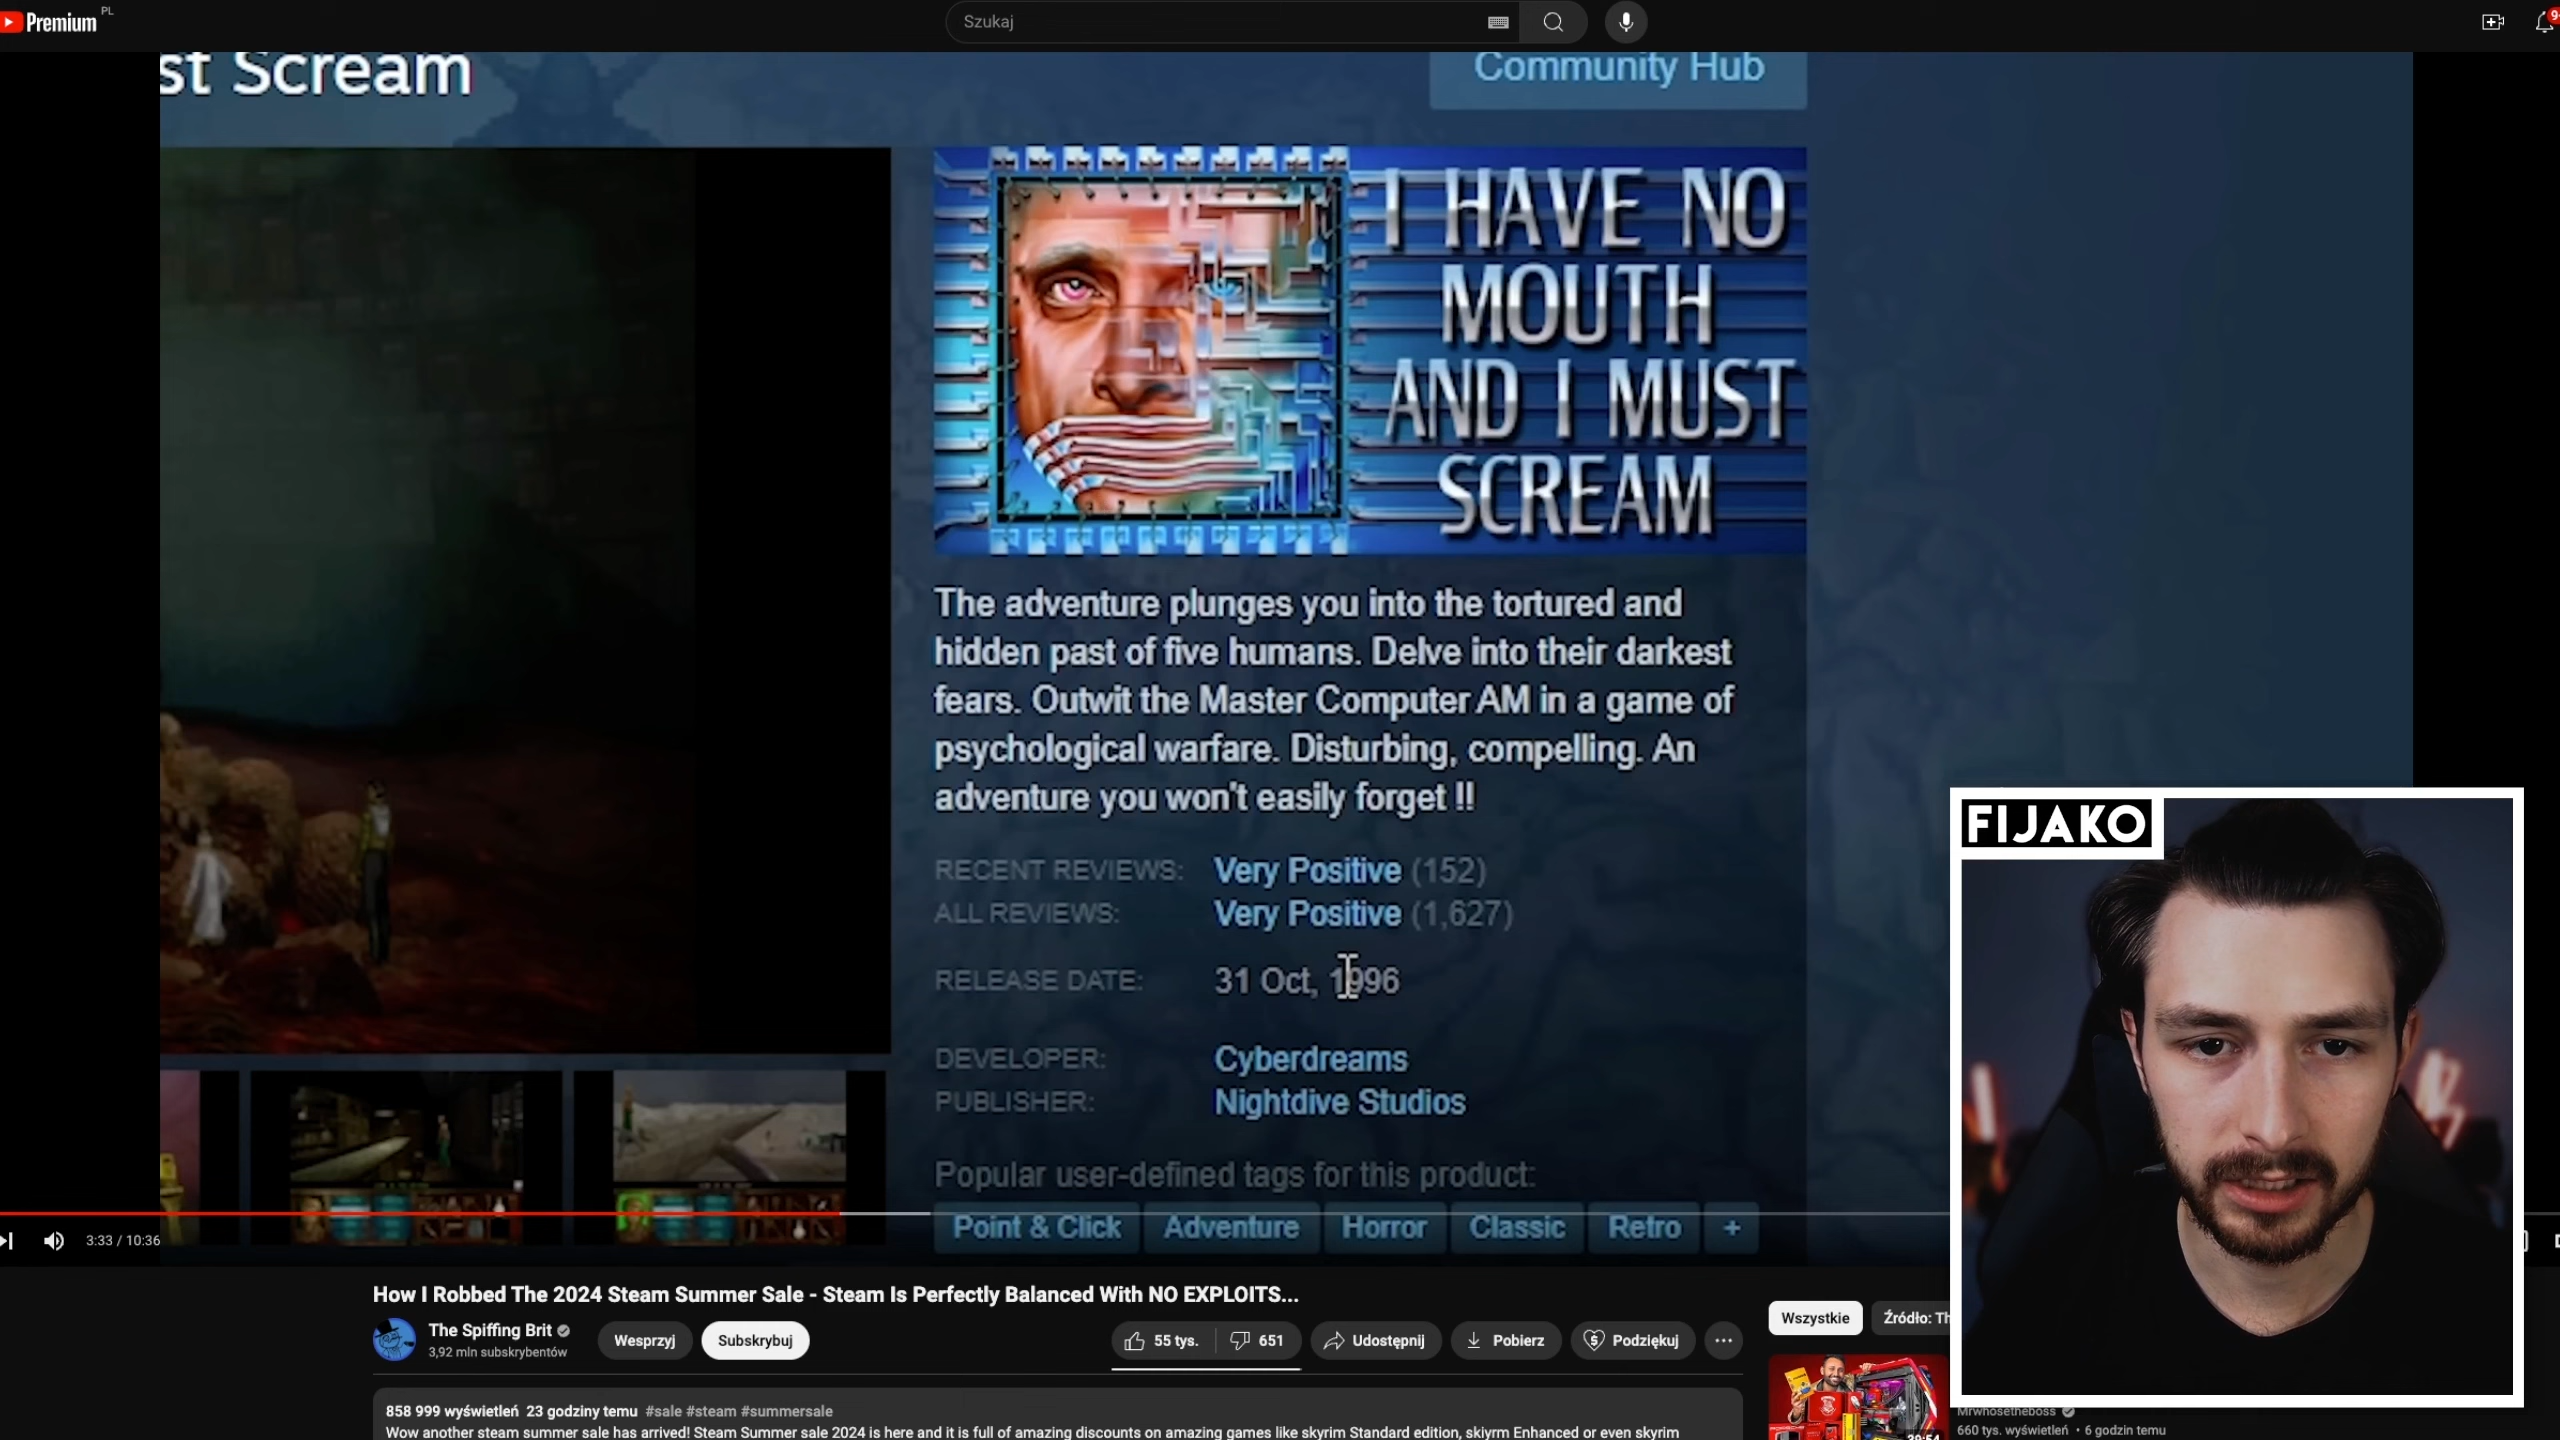 Premium PL
Szukaj
9
st Scream
Community Hub
I HAVE NO
MOUTH
AND I MUST
SCREAM
The adventure plunges you into the tortured and
hidden past of five humans. Delve into their darkest
fears. Outwit the Master Computer AM in a game of
psychological warfare. Disturbing, compelling. An
adventure you won't easily forget !!
RECENT REVIEWS: Very Positive (152)
ALL REVIEWS: Very Positive (1,627)
RELEASE DATE: 31 Oct, 1996
DEVELOPER: Cyberdreams
PUBLISHER: Nightdive Studios
Popular user-defined tags for this product:
Point & Click Adventure Horror Classic Retro +
FIJAKO
3:33 / 10:36
How I Robbed The 2024 Steam Summer Sale - Steam Is Perfectly Balanced With NO EXPLOITS...
The Spiffing Brit
3,92 mln subskrybentów
Wesprzyj
Subskrybuj
55 tys.
651
Udostępnij
Pobierz
Podziękuj
Wszystkie
Źródło: Th
858 999 wyświetleń 23 godziny temu #sale #steam #summersale
Wow another steam summer sale has arrived! Steam Summer sale 2024 is here and it is full of amazing discounts on amazing games like skyrim Standard edition, skiyrm Enhanced or even skyrim
39:54
Mrwhosetheboss
660 tys. wyświetleń • 6 godzin temu